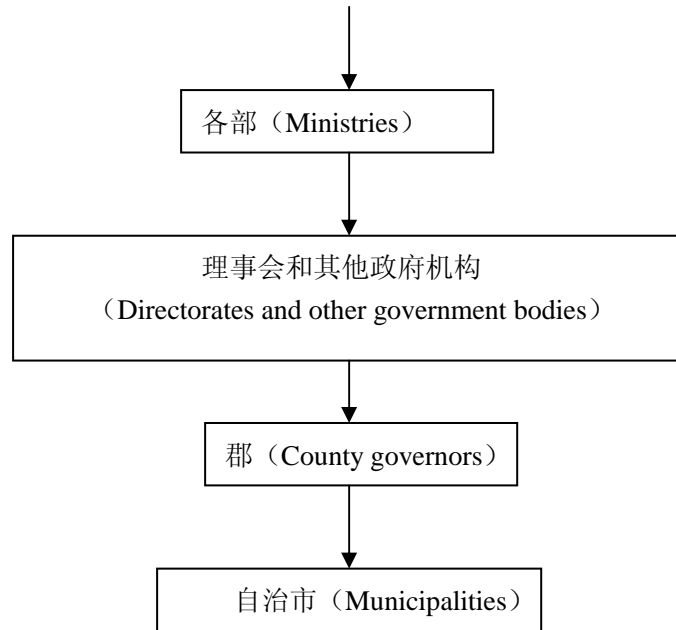 各部（Ministries）
理事会和其他政府机构
（Directorates and other government bodies）
郡（County governors）
自治市（Municipalities）